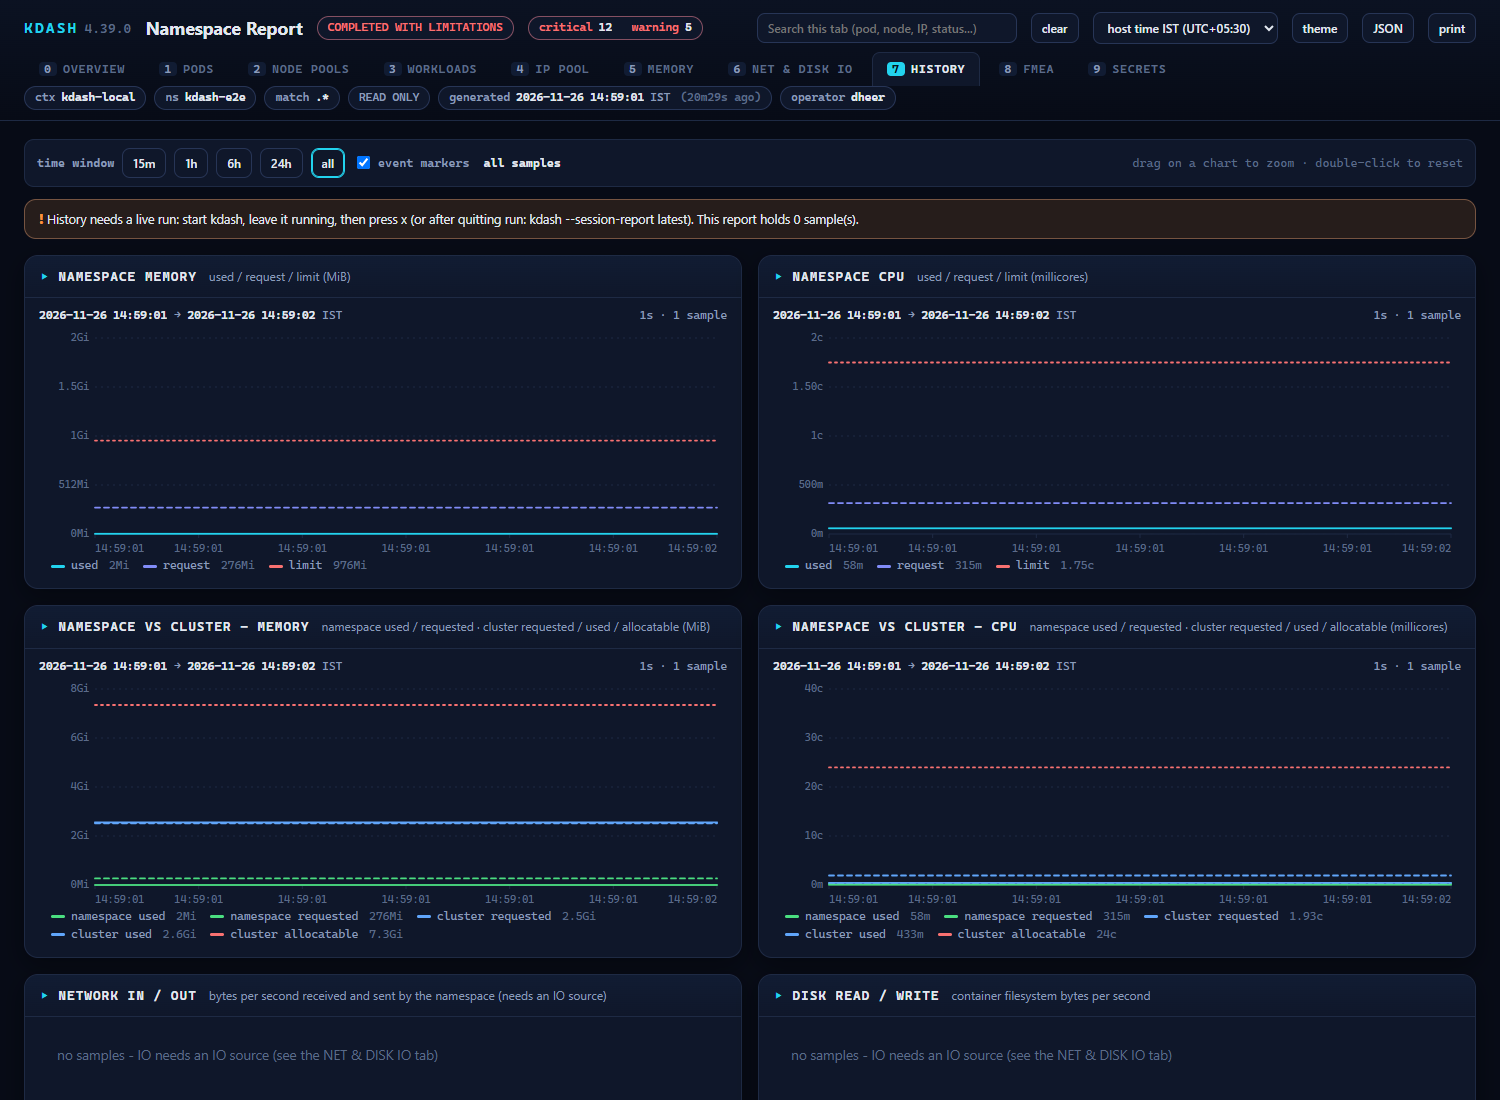 KDASH 4.39.0 Namespace Report COMPLETED WITH LIMITATIONS critical 12 warning 5 Search this tab (pod, node, IP, status...) clear host time IST (UTC+05:30) theme JSON print
0 OVERVIEW 1 PODS 2 NODE POOLS 3 WORKLOADS 4 IP POOL 5 MEMORY 6 NET & DISK IO 7 HISTORY 8 FMEA 9 SECRETS
ctx kdash-local ns kdash-e2e match .* READ ONLY generated 2026-11-26 14:59:01 IST (20m29s ago) operator dheer
time window 15m 1h 6h 24h all event markers all samples drag on a chart to zoom · double-click to reset
! History needs a live run: start kdash, leave it running, then press x (or after quitting run: kdash --session-report latest). This report holds 0 sample(s).
NAMESPACE MEMORY used / request / limit (MiB)
2026-11-26 14:59:01 → 2026-11-26 14:59:02 IST 1s · 1 sample
2Gi
1.5Gi
1Gi
512Mi
0Mi
14:59:01 14:59:01 14:59:01 14:59:01 14:59:01 14:59:01 14:59:02
used 2Mi request 276Mi limit 976Mi
NAMESPACE CPU used / request / limit (millicores)
2026-11-26 14:59:01 → 2026-11-26 14:59:02 IST 1s · 1 sample
2c
1.50c
1c
500m
0m
14:59:01 14:59:01 14:59:01 14:59:01 14:59:01 14:59:01 14:59:02
used 58m request 315m limit 1.75c
NAMESPACE VS CLUSTER — MEMORY namespace used / requested · cluster requested / used / allocatable (MiB)
2026-11-26 14:59:01 → 2026-11-26 14:59:02 IST 1s · 1 sample
8Gi
6Gi
4Gi
2Gi
0Mi
14:59:01 14:59:01 14:59:01 14:59:01 14:59:01 14:59:01 14:59:02
namespace used 2Mi namespace requested 276Mi cluster requested 2.5Gi
cluster used 2.6Gi cluster allocatable 7.3Gi
NAMESPACE VS CLUSTER — CPU namespace used / requested · cluster requested / used / allocatable (millicores)
2026-11-26 14:59:01 → 2026-11-26 14:59:02 IST 1s · 1 sample
40c
30c
20c
10c
0m
14:59:01 14:59:01 14:59:01 14:59:01 14:59:01 14:59:01 14:59:02
namespace used 58m namespace requested 315m cluster requested 1.93c
cluster used 433m cluster allocatable 24c
NETWORK IN / OUT bytes per second received and sent by the namespace (needs an IO source)
no samples - IO needs an IO source (see the NET & DISK IO tab)
DISK READ / WRITE container filesystem bytes per second
no samples - IO needs an IO source (see the NET & DISK IO tab)